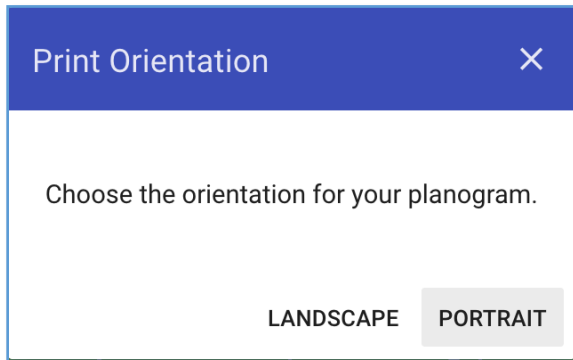 Print Orientation
Choose the orientation for your planogram.
LANDSCAPE PORTRAIT